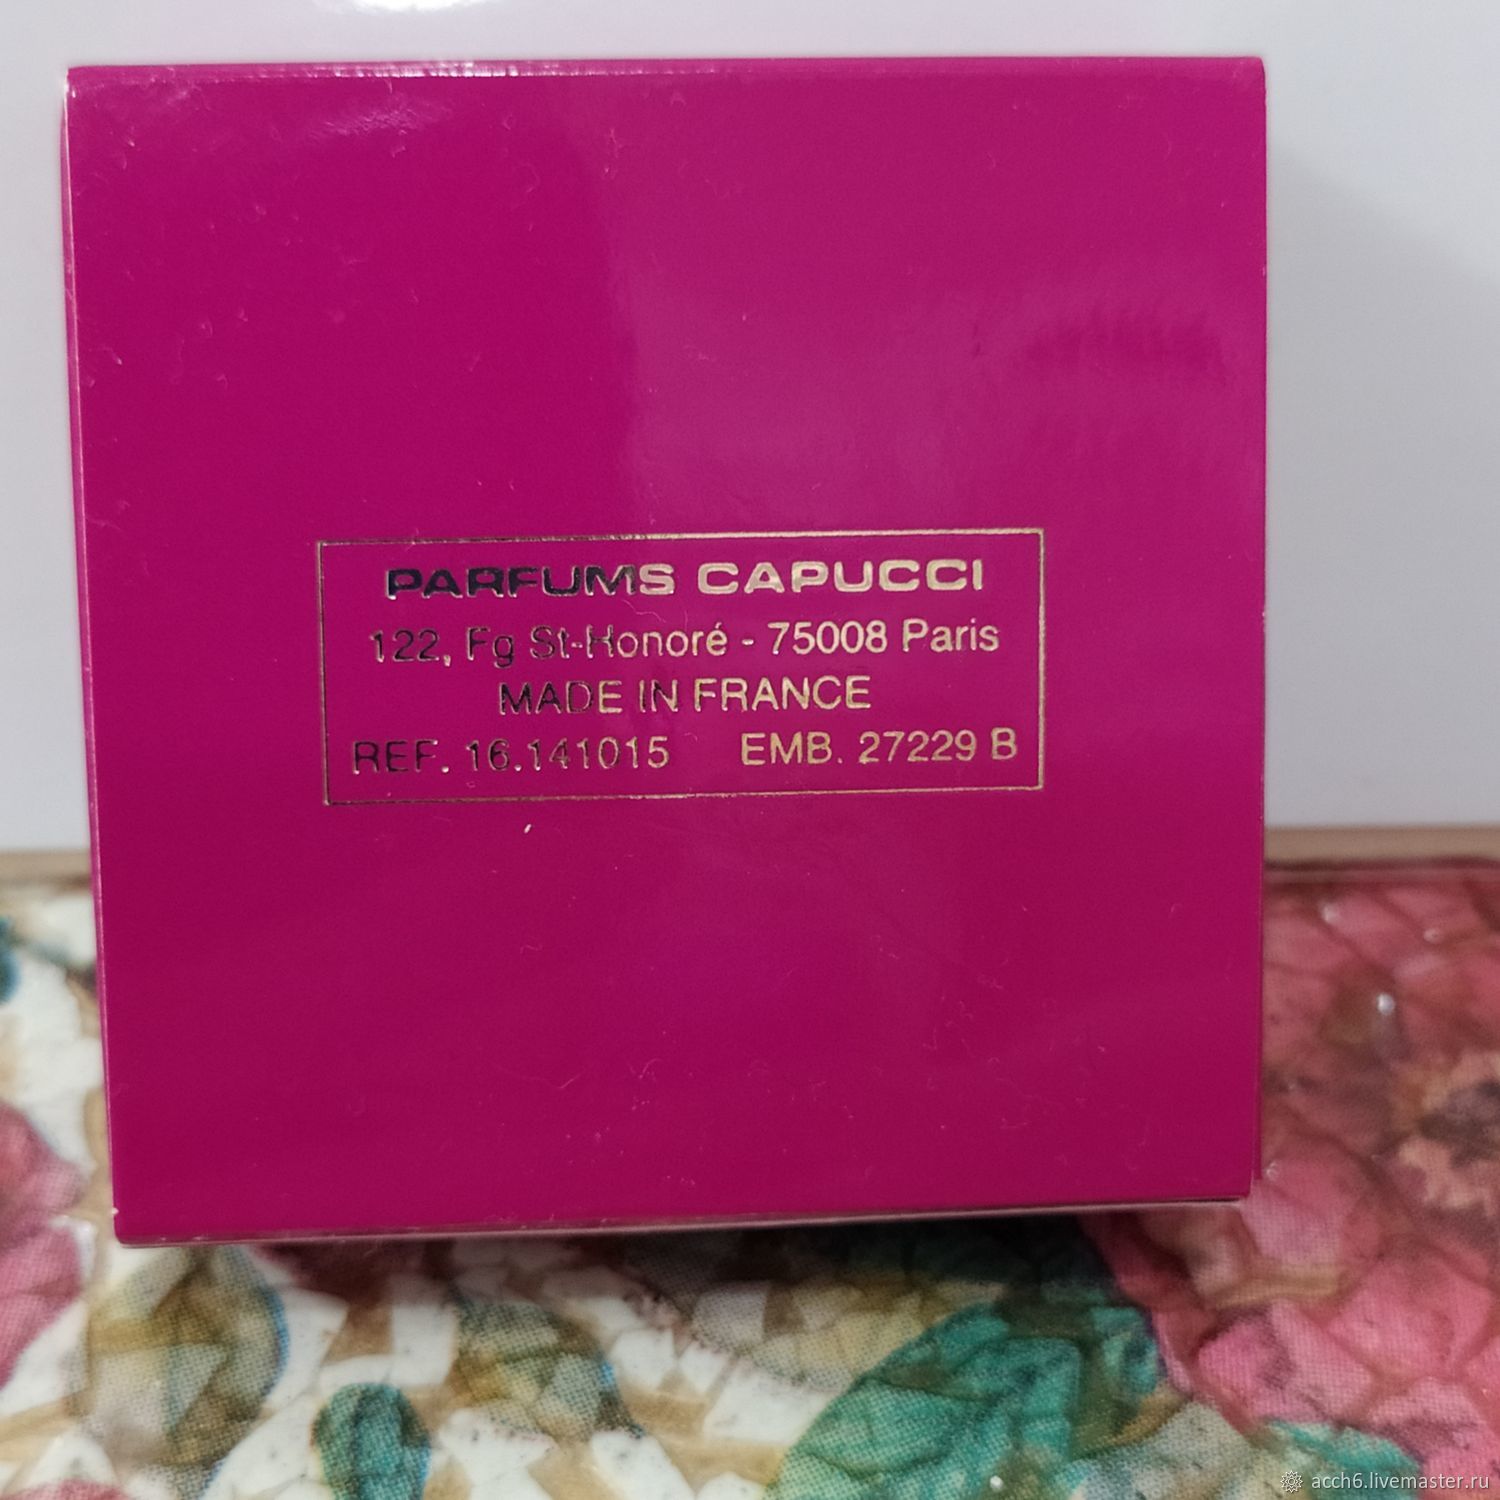 PARFUMS CAPUCCI
122, Fg St-Honoré - 75008 Paris
MADE IN FRANCE
REF. 16.141015 EMB. 27229 B
acch6.livemaster.ru